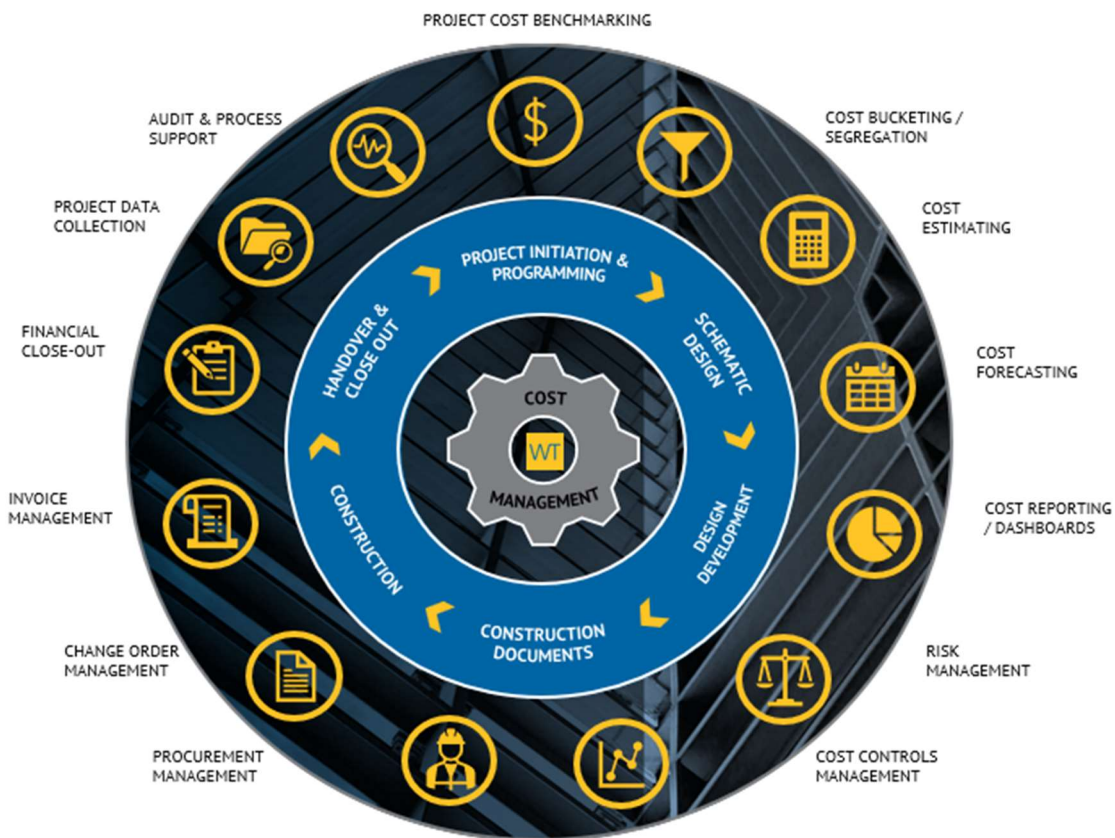 PROJECT COST BENCHMARKING
COST BUCKETING /
SEGREGATION
COST
ESTIMATING
COST
FORECASTING
COST REPORTING
/ DASHBOARDS
RISK
MANAGEMENT
COST CONTROLS
MANAGEMENT
PROCUREMENT
MANAGEMENT
CHANGE ORDER
MANAGEMENT
INVOICE
MANAGEMENT
FINANCIAL
CLOSE-OUT
PROJECT DATA
COLLECTION
AUDIT & PROCESS
SUPPORT
$
PROJECT INITIATION &
PROGRAMMING
SCHEMATIC
DESIGN
DESIGN
DEVELOPMENT
CONSTRUCTION
DOCUMENTS
CONSTRUCTION
HANDOVER &
CLOSE OUT
COST
WT
MANAGEMENT